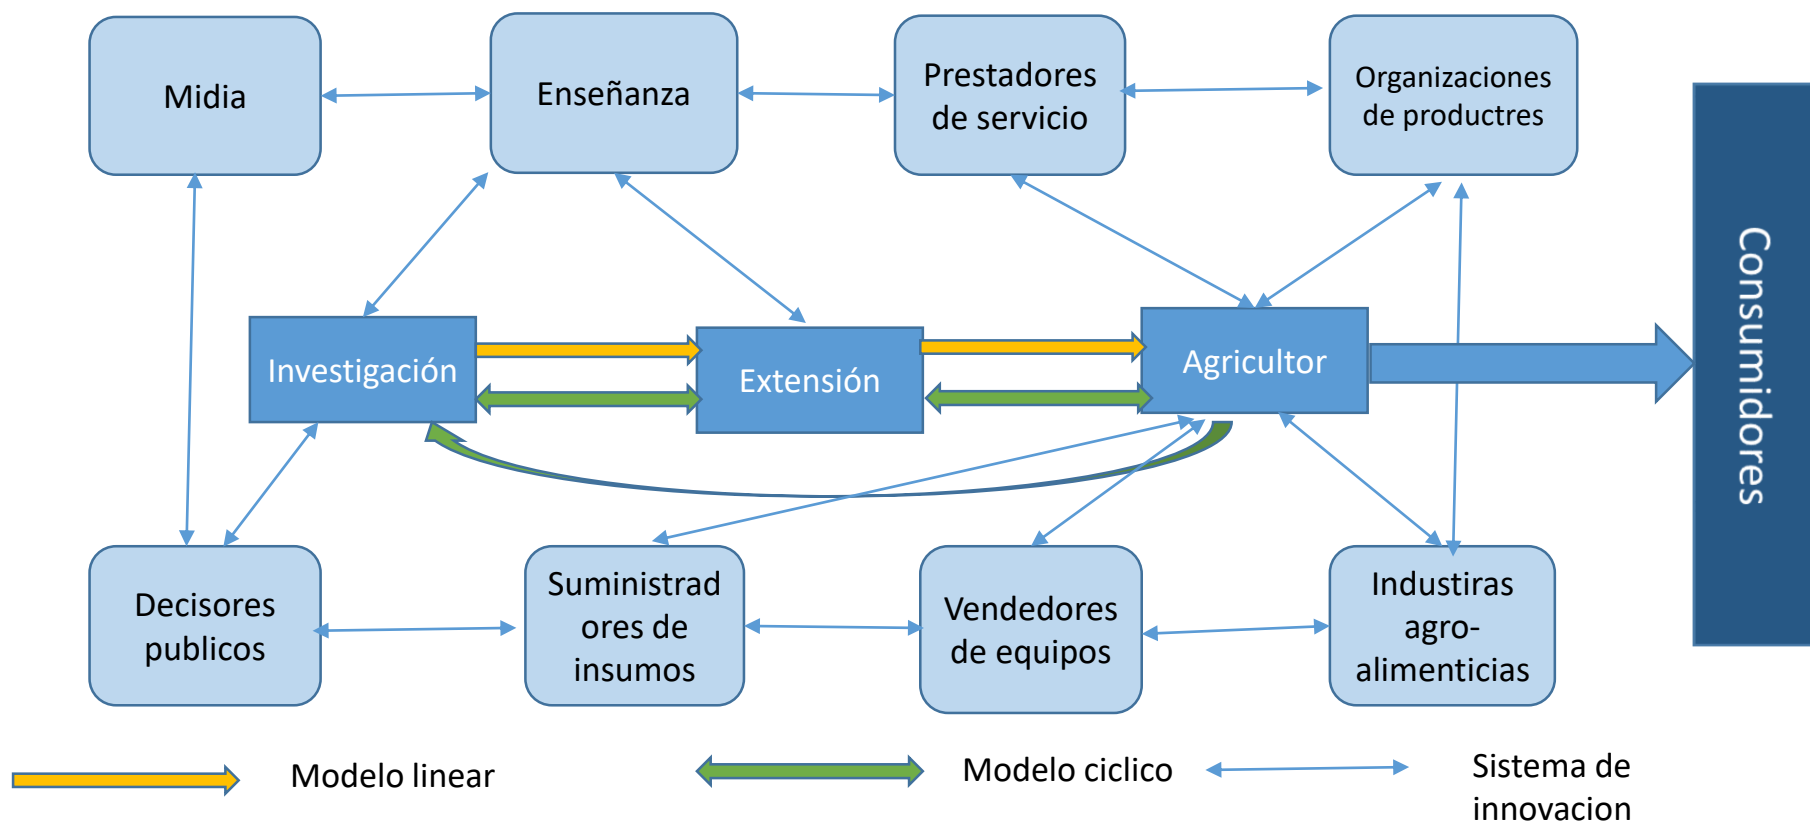 Midia
Enseñanza
Prestadores
de servicio
Organizaciones
de productres
Consumidores
Investigación
Extensión
Agricultor
Decisores
publicos
Suministrad
ores de
insumos
Vendedores
de equipos
Industiras
agro-
alimenticias
Modelo linear
Modelo ciclico
Sistema de
innovacion